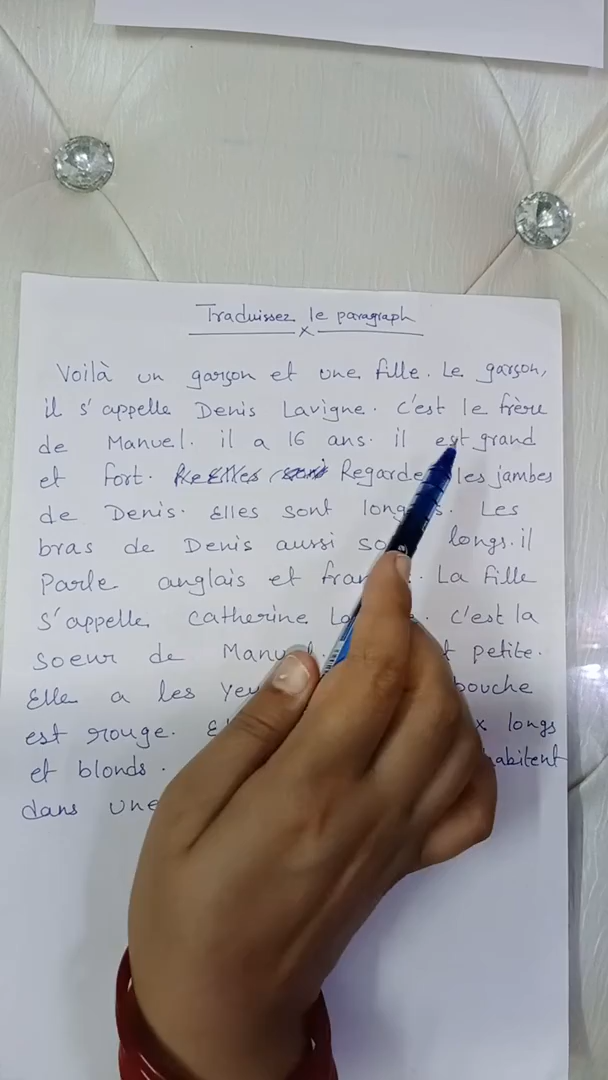 Traduissez le paragraph
x
Voilà un garçon et une fille. Le garçon,
il s'appelle Denis Lavigne. C'est le frère
de Manuel. il a 16 ans. il est grand
et fort. Regarde les jambes
de Denis. Elles sont Les
bras de Denis aussi longs. il
Parle anglais et La fille
s'appelle Catherine C'est la
soeur de petite.
Elle a les bouche
est rouge. longs
et blonds. habitent
dans une